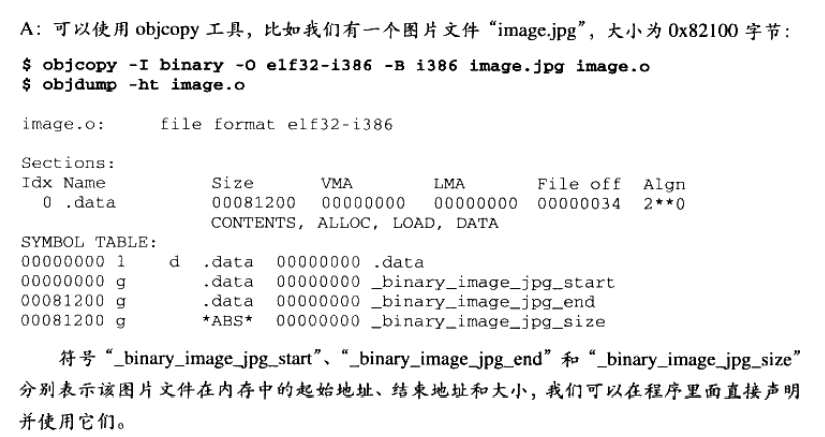 A：可以使用 objcopy 工具，比如我们有一个图片文件“image.jpg”，大小为 0x82100 字节：
$ objcopy -I binary -O elf32-i386 -B i386 image.jpg image.o
$ objdump -ht image.o
image.o:     file format elf32-i386
Sections:
Idx Name          Size      VMA       LMA       File off  Algn
  0 .data         00081200  00000000  00000000  00000034  2**0
                  CONTENTS, ALLOC, LOAD, DATA
SYMBOL TABLE:
00000000 l    d  .data  00000000 .data
00000000 g       .data  00000000 _binary_image_jpg_start
00081200 g       .data  00000000 _binary_image_jpg_end
00081200 g       *ABS*  00000000 _binary_image_jpg_size
符号“_binary_image_jpg_start”、“_binary_image_jpg_end”和“_binary_image_jpg_size”
分别表示该图片文件在内存中的起始地址、结束地址和大小，我们可以在程序里面直接声明
并使用它们。